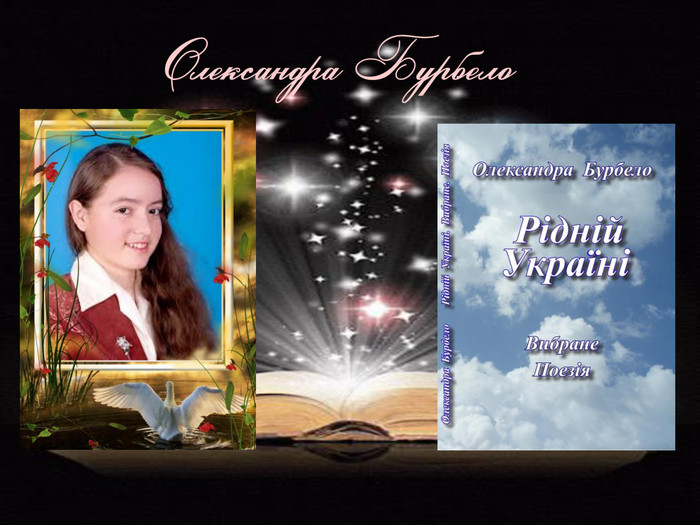 Олександра Бурбело
Олександра Бурбело Рідній Україні. Вибране. Поезія
Олександра Бурбело
Рідній
Україні
Вибране
Поезія